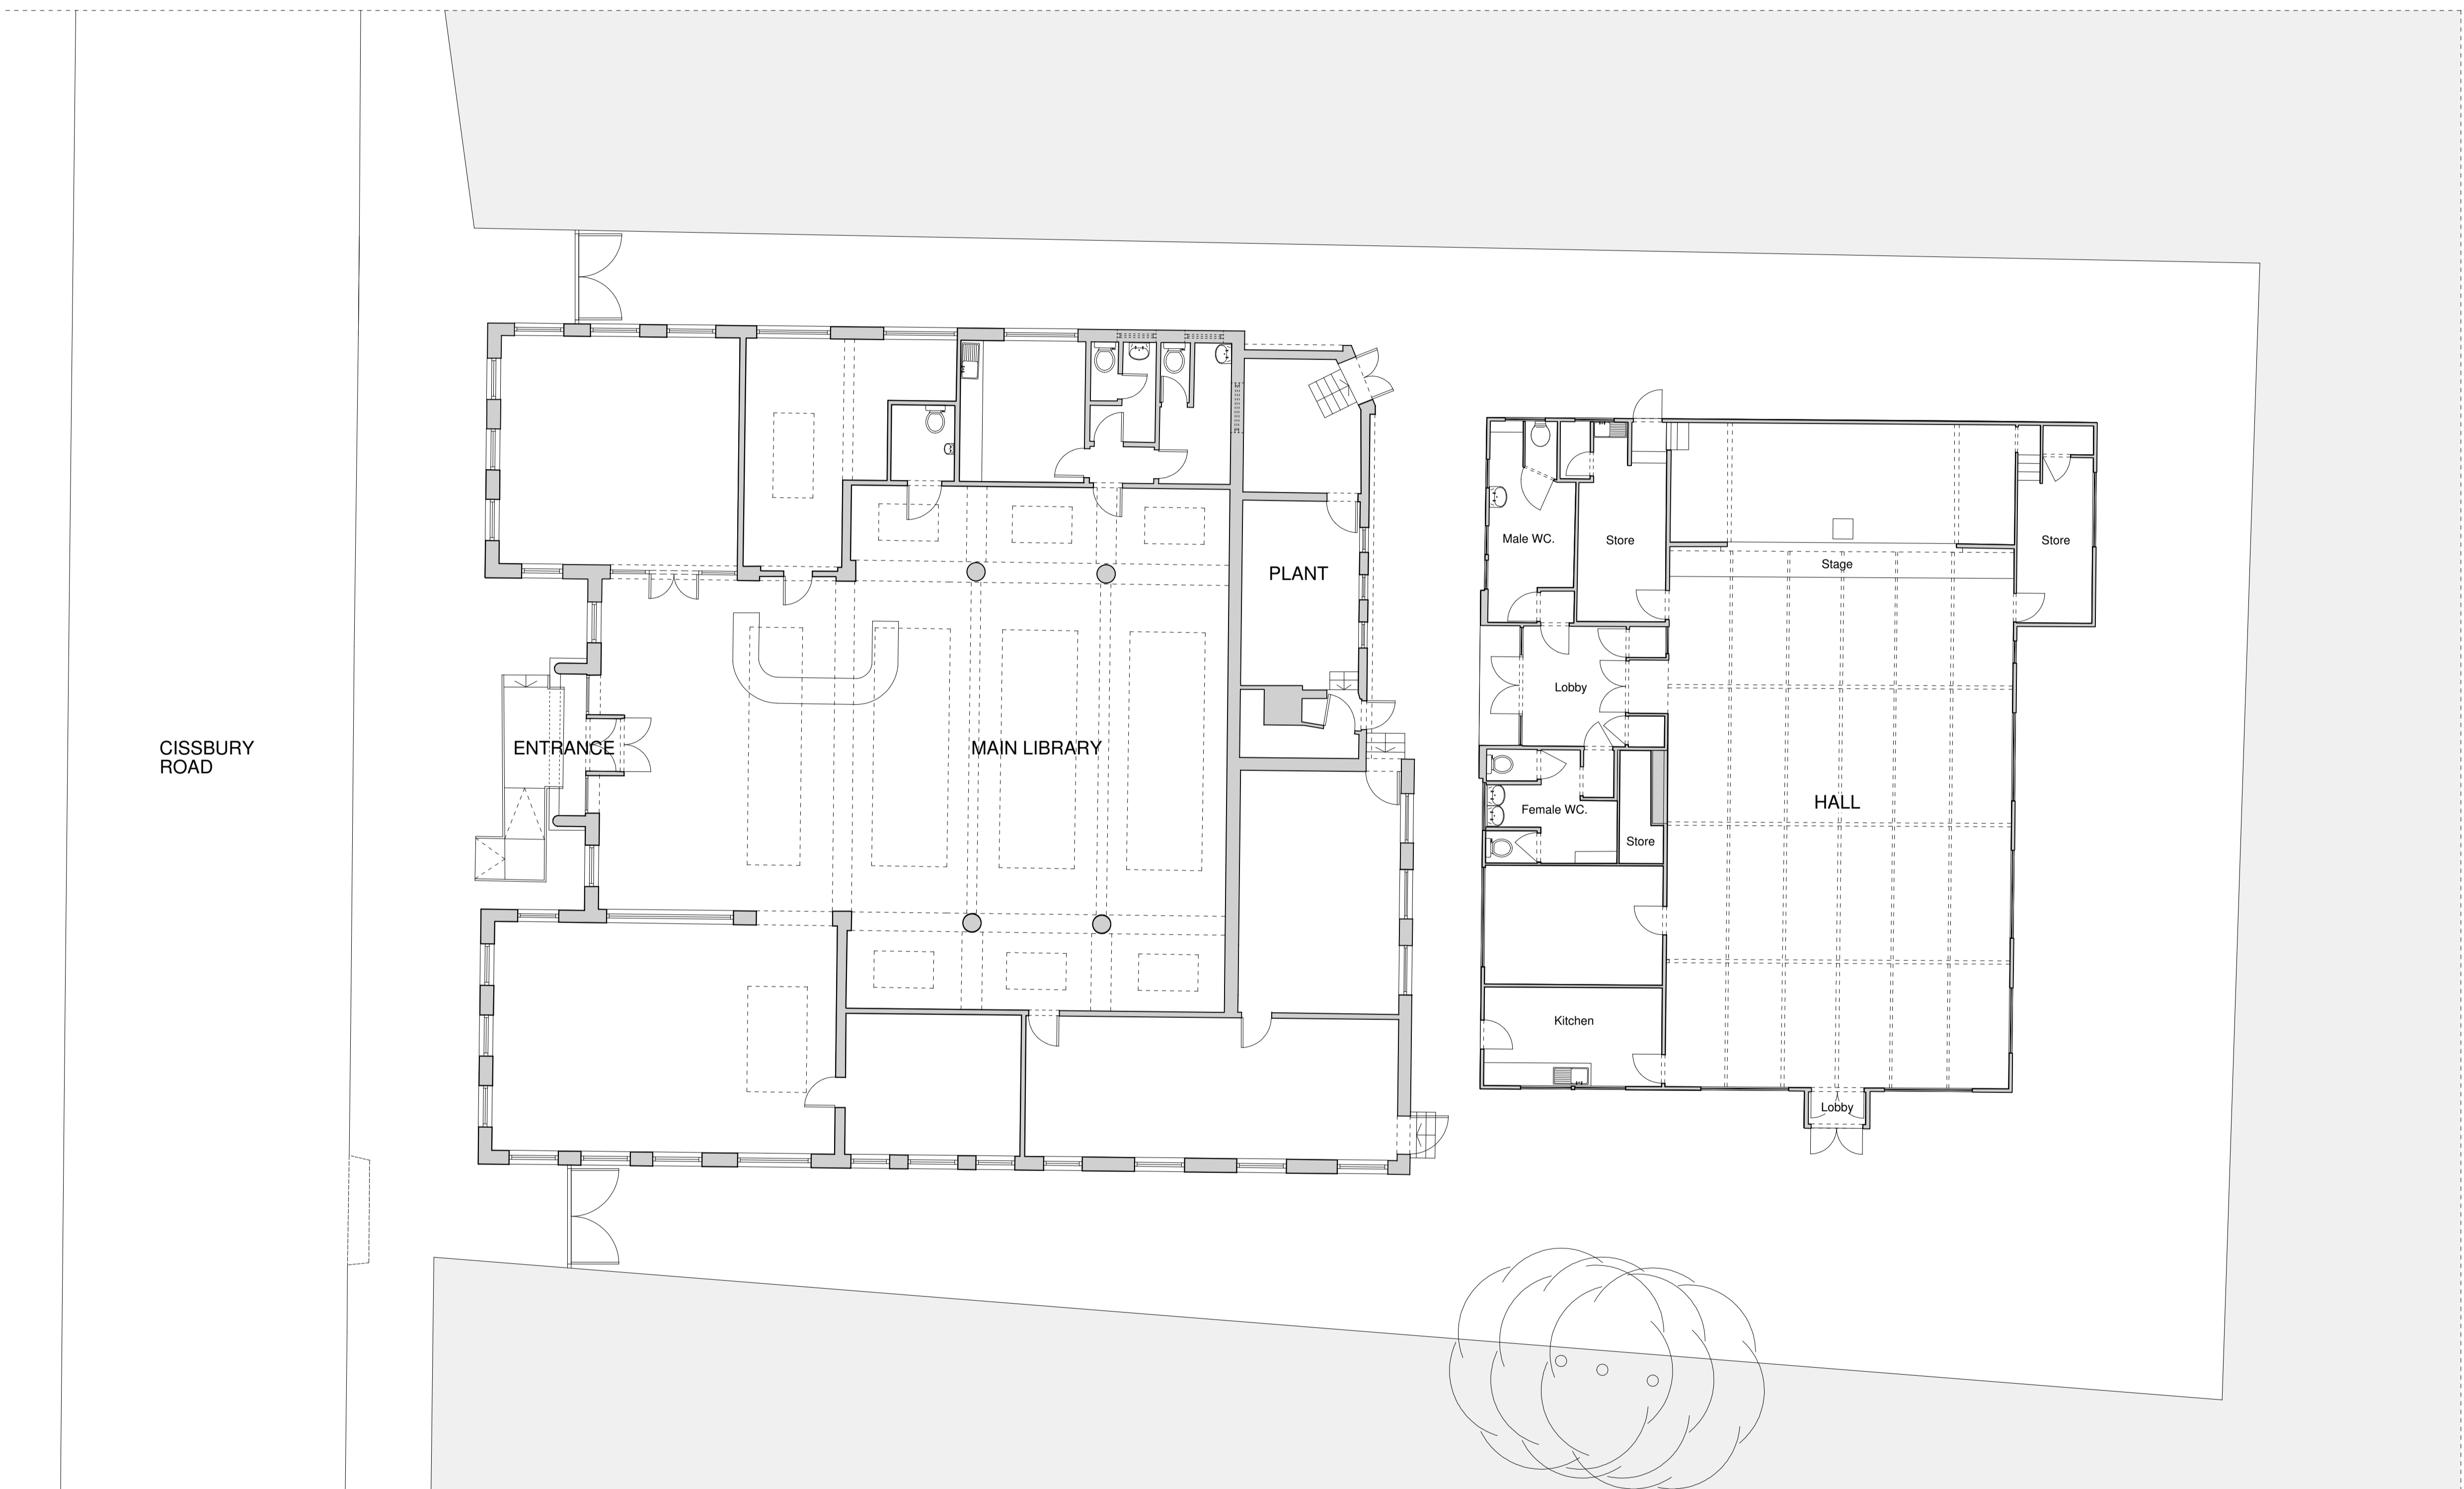 CISSBURY
ROAD
ENTRANCE
MAIN LIBRARY
PLANT
Male WC.
Store
Stage
Store
Lobby
Female WC.
Store
HALL
Kitchen
Lobby